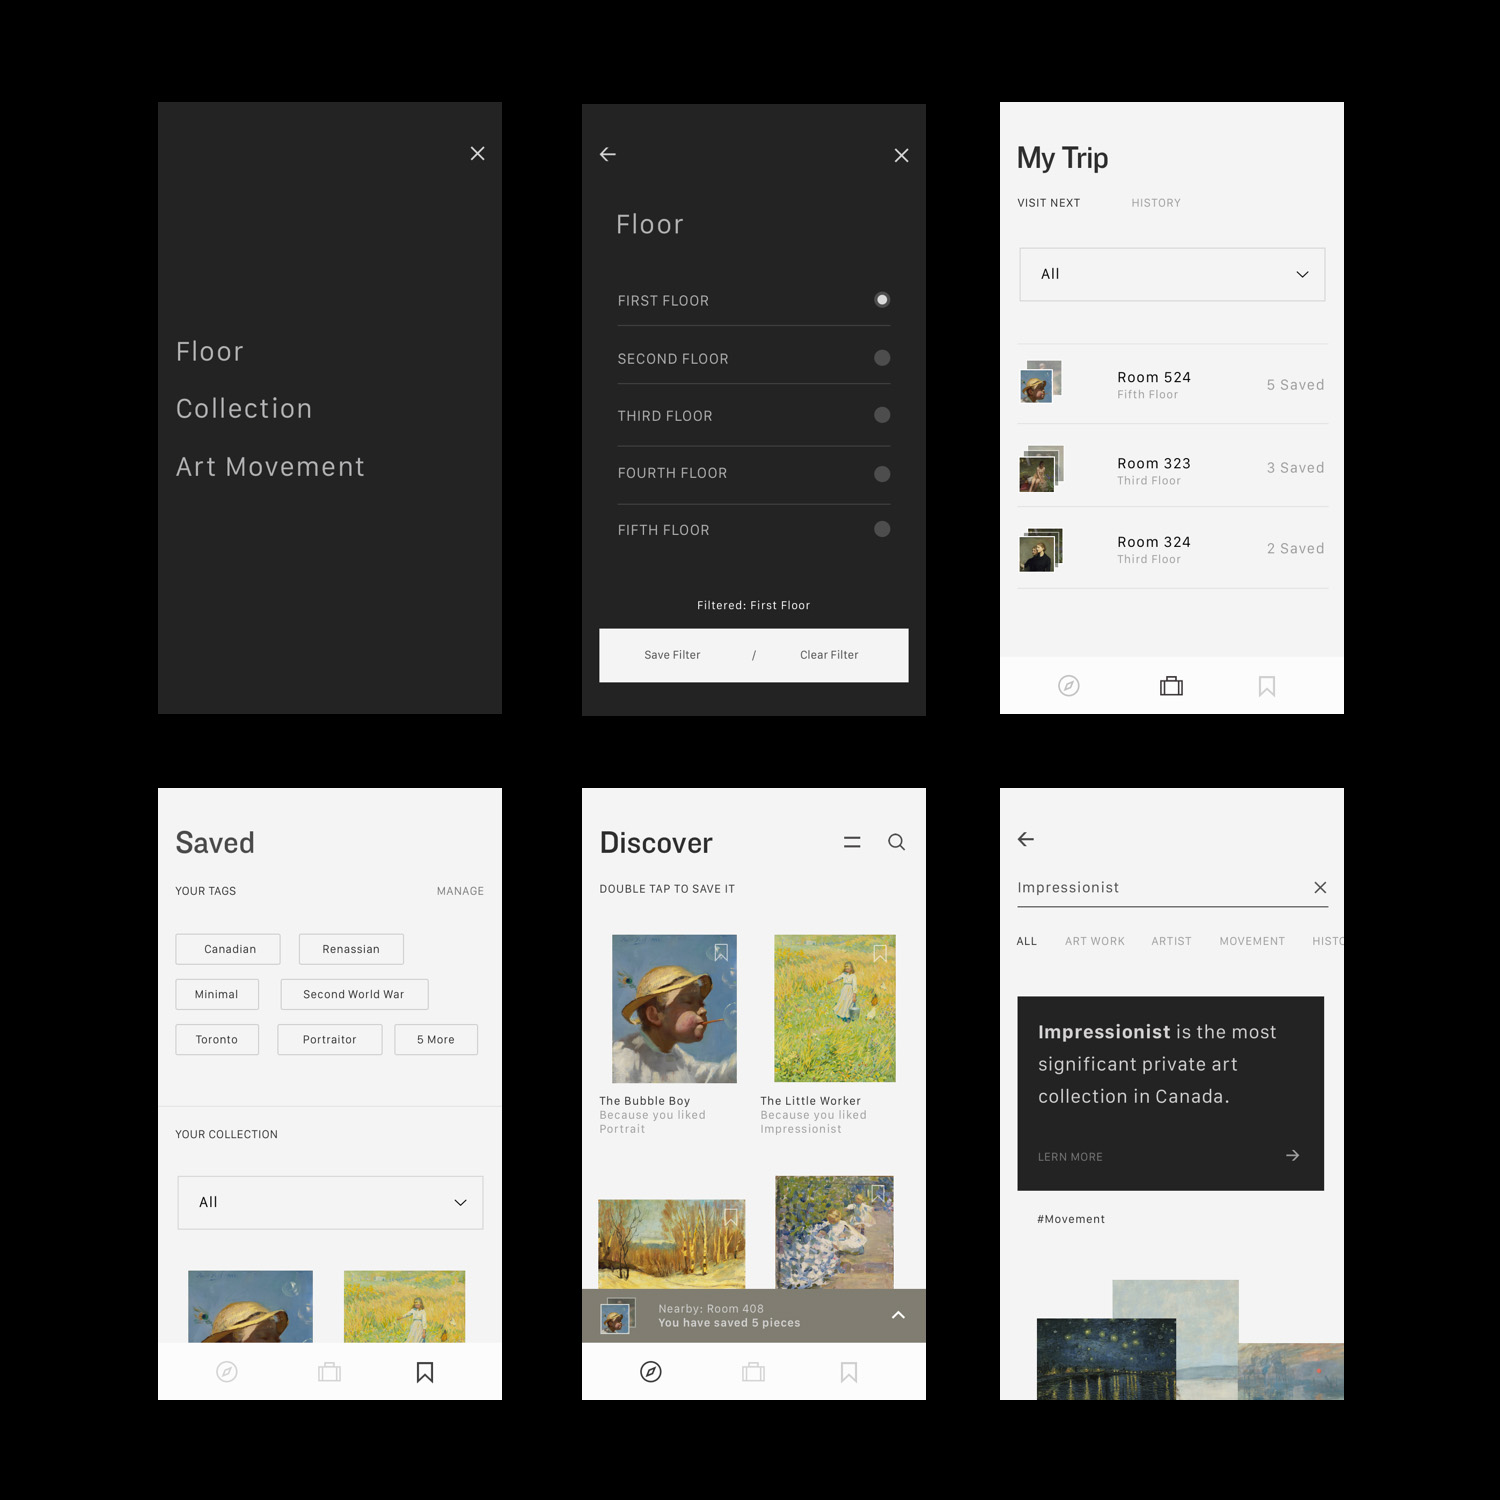 Floor
Collection
Art Movement
Floor
FIRST FLOOR
SECOND FLOOR
THIRD FLOOR
FOURTH FLOOR
FIFTH FLOOR
Filtered: First Floor
Save Filter / Clear Filter
My Trip
VISIT NEXT HISTORY
All
Room 524
Fifth Floor
5 Saved
Room 323
Third Floor
3 Saved
Room 324
Third Floor
2 Saved
Saved
YOUR TAGS MANAGE
Canadian Renassian
Minimal Second World War
Toronto Portraitor 5 More
YOUR COLLECTION
All
Discover
DOUBLE TAP TO SAVE IT
The Bubble Boy
Because you liked
Portrait
The Little Worker
Because you liked
Impressionist
Nearby: Room 408
You have saved 5 pieces
Impressionist
ALL ART WORK ARTIST MOVEMENT HISTO
Impressionist is the most
significant private art
collection in Canada.
LERN MORE
#Movement